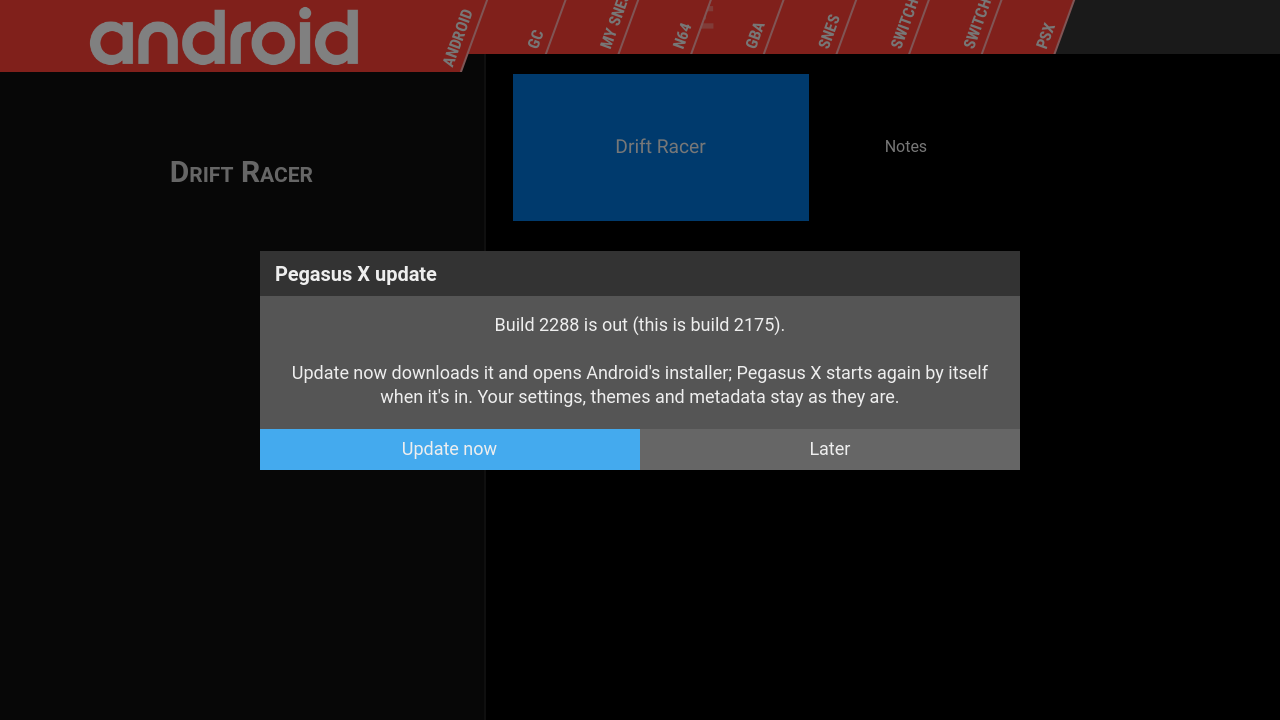 android
ANDROID
GC
MY SNE
N64
GBA
SNES
SWITCH
SWITCH
PSX
Drift Racer
Drift Racer
Notes
Pegasus X update
Build 2288 is out (this is build 2175).
Update now downloads it and opens Android's installer; Pegasus X starts again by itself
when it's in. Your settings, themes and metadata stay as they are.
Update now
Later